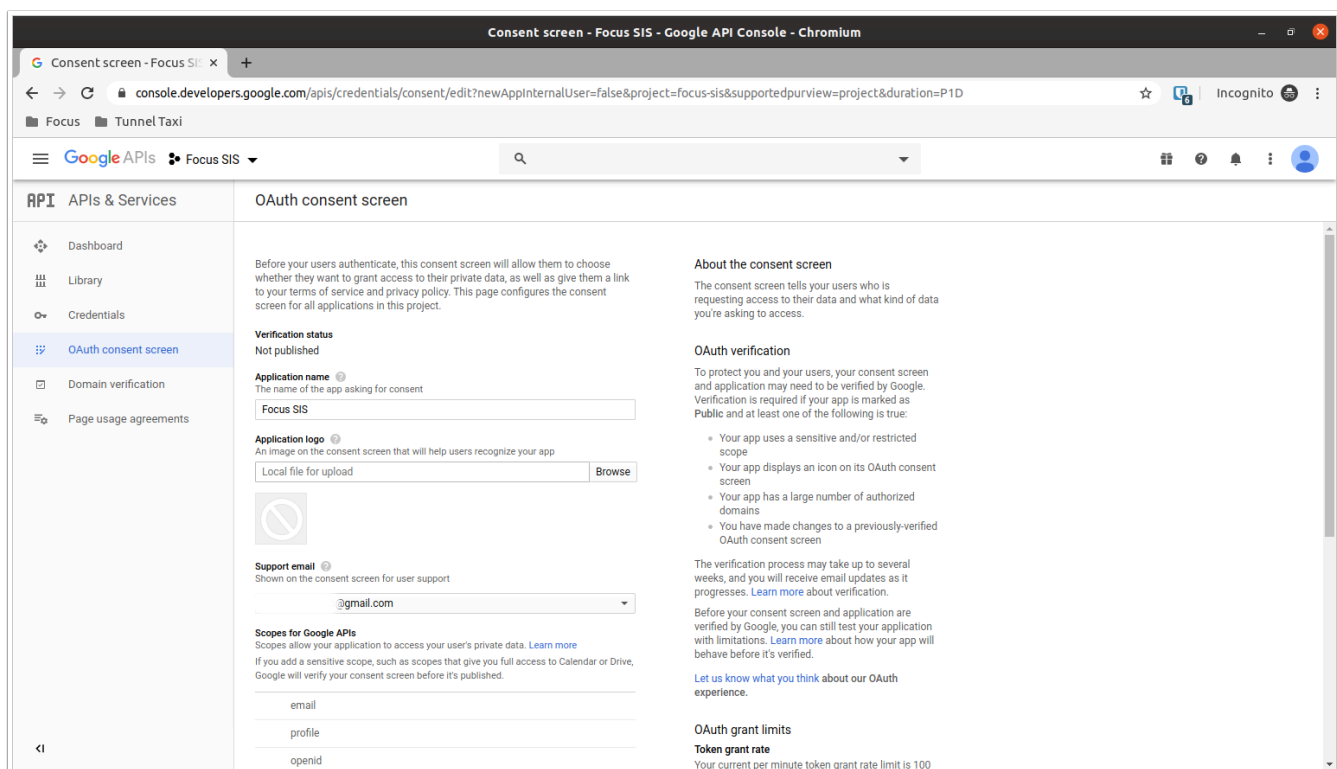 Consent screen - Focus SIS - Google API Console - Chromium
Consent screen - Focus SIS
console.developers.google.com/apis/credentials/consent/edit?newAppInternalUser=false&project=focus-sis&supportedpurview=project&duration=P1D
6
Incognito
Focus
Tunnel Taxi
Google APIs
Focus SIS
API APIs & Services
OAuth consent screen
Dashboard
Library
Credentials
OAuth consent screen
Domain verification
Page usage agreements
Before your users authenticate, this consent screen will allow them to choose
whether they want to grant access to their private data, as well as give them a link
to your terms of service and privacy policy. This page configures the consent
screen for all applications in this project.
Verification status
Not published
Application name
The name of the app asking for consent
Focus SIS
Application logo
An image on the consent screen that will help users recognize your app
Local file for upload
Browse
Support email
Shown on the consent screen for user support
@gmail.com
Scopes for Google APIs
Scopes allow your application to access your user's private data. Learn more
If you add a sensitive scope, such as scopes that give you full access to Calendar or Drive,
Google will verify your consent screen before it's published.
email
profile
openid
About the consent screen
The consent screen tells your users who is
requesting access to their data and what kind of data
you're asking to access.
OAuth verification
To protect you and your users, your consent screen
and application may need to be verified by Google.
Verification is required if your app is marked as
Public and at least one of the following is true:
Your app uses a sensitive and/or restricted
scope
Your app displays an icon on its OAuth consent
screen
Your app has a large number of authorized
domains
You have made changes to a previously-verified
OAuth consent screen
The verification process may take up to several
weeks, and you will receive email updates as it
progresses. Learn more about verification.
Before your consent screen and application are
verified by Google, you can still test your application
with limitations. Learn more about how your app will
behave before it's verified.
Let us know what you think about our OAuth
experience.
OAuth grant limits
Token grant rate
Your current per minute token grant rate limit is 100